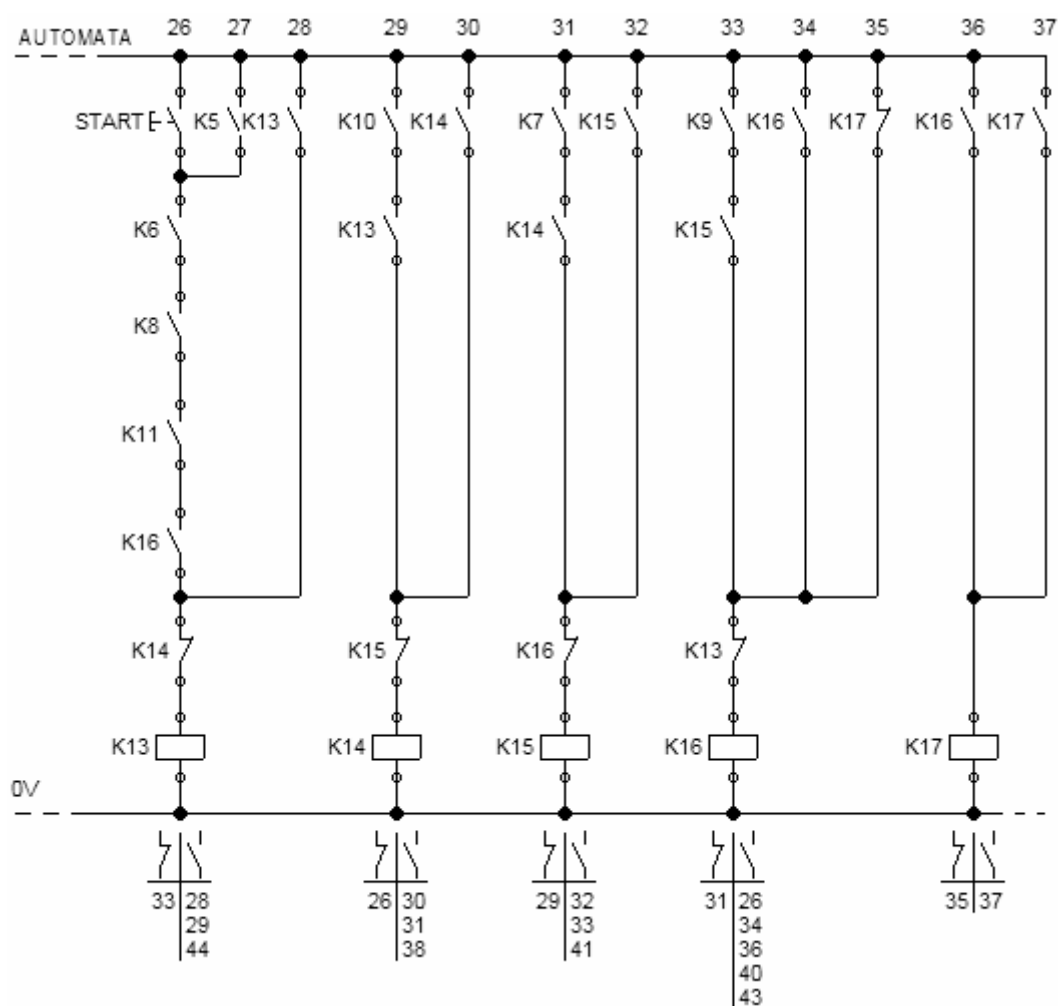 26 27 28 29 30 31 32 33 34 35 36 37
AUTOMATA
START K5 K13 K10 K14 K7 K15 K9 K16 K17 K16 K17
K6 K13 K14 K15
K8
K11
K16
K14 K15 K16 K13
K13 K14 K15 K16 K17
0V
33 28 26 30 29 32 31 26 35 37
29 31 33 34
44 38 41 36
40
43